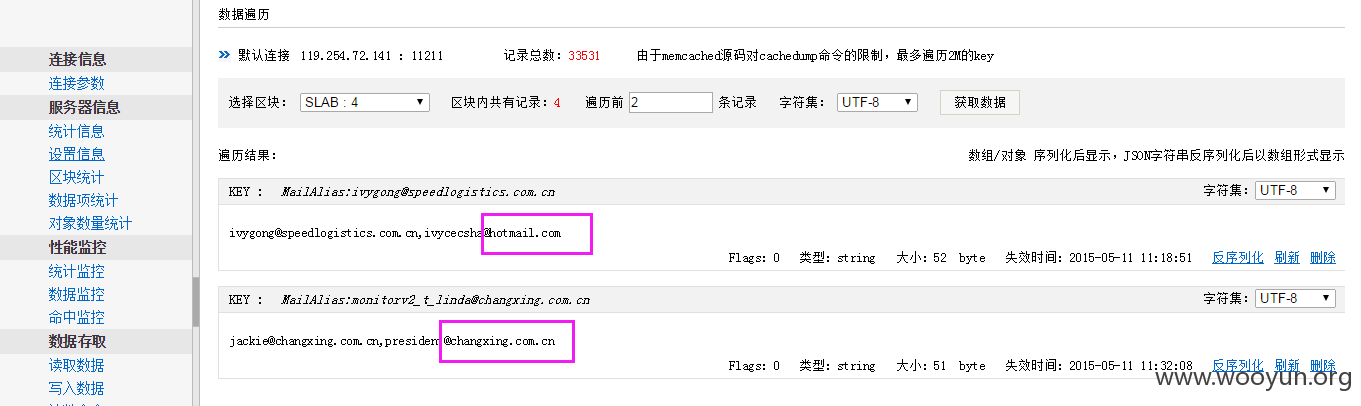 数据遍历
连接信息
连接参数
服务器信息
统计信息
设置信息
区块统计
数据项统计
对象数量统计
性能监控
统计监控
数据监控
命中监控
数据存取
读取数据
写入数据
默认连接 119.254.72.141 : 11211 记录总数：33531 由于memcached源码对cachedump命令的限制，最多遍历2M的key
选择区块： SLAB : 4 区块内共有记录：4 遍历前 2 条记录 字符集： UTF-8 获取数据
遍历结果： 数组/对象 序列化后显示，JSON字符串反序列化后以数组形式显示
KEY : MailAlias:ivygong@speedlogistics.com.cn 字符集： UTF-8
ivygong@speedlogistics.com.cn,ivycecsha@hotmail.com
Flags: 0 类型: string 大小: 52 byte 失效时间: 2015-05-11 11:18:51 反序列化 刷新 删除
KEY : MailAlias:monitorv2_t_linda@changxing.com.cn 字符集： UTF-8
jackie@changxing.com.cn,president@changxing.com.cn
Flags: 0 类型: string 大小: 51 byte 失效时间: 2015-05-11 11:32:08 反序列化 刷新 删除
www.wooyun.org